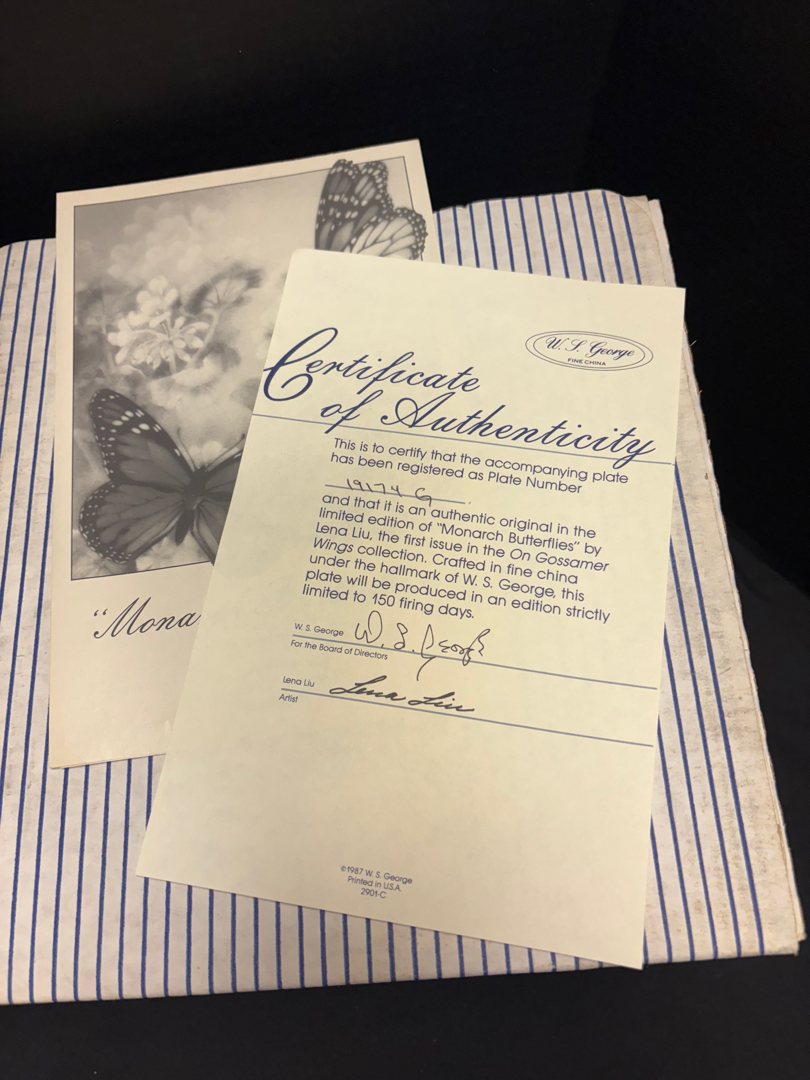 W. S. George
FINE CHINA
Certificate
of Authenticity
This is to certify that the accompanying plate
has been registered as Plate Number
19174 G
and that it is an authentic original in the
limited edition of "Monarch Butterflies" by
Lena Liu, the first issue in the On Gossamer
Wings collection. Crafted in fine china
under the hallmark of W. S. George, this
plate will be produced in an edition strictly
limited to 150 firing days.
W. S. George W. S. George
For the Board of Directors
Lena Liu Lena Liu
Artist
©1987 W. S. George
Printed in U.S.A.
2901-C
"Mona